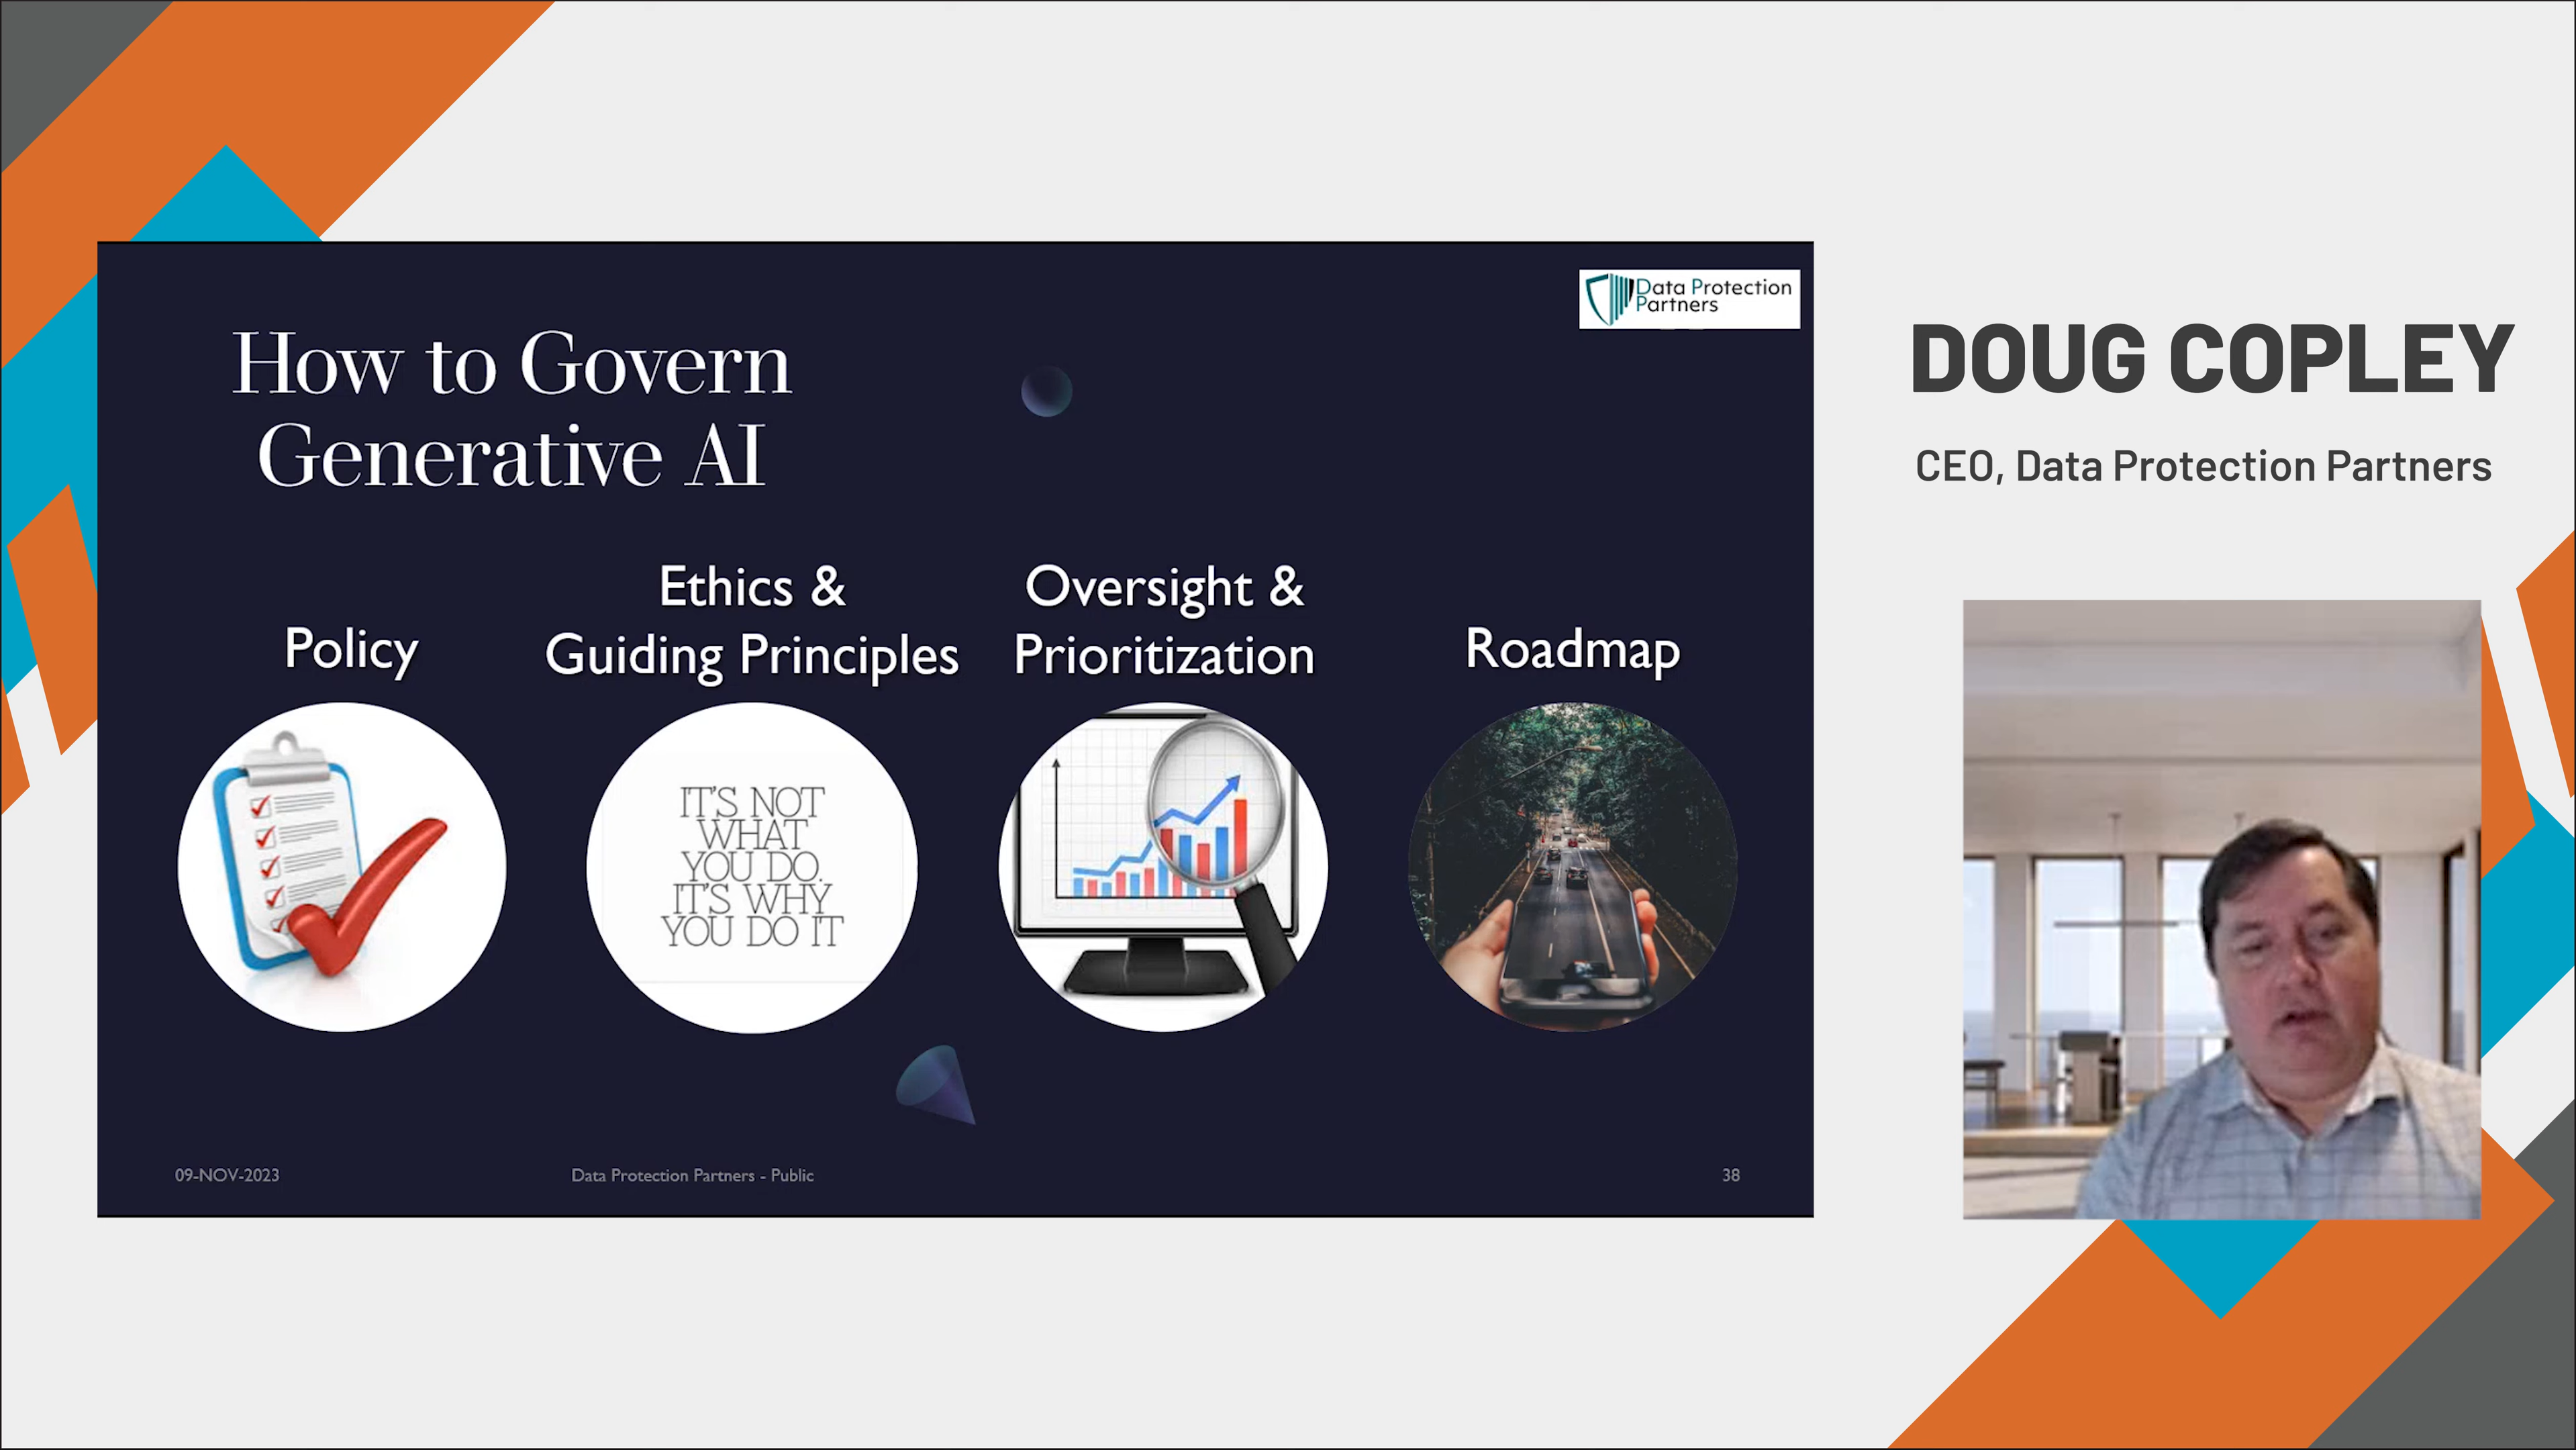 Data Protection
Partners
How to Govern
Generative AI
Policy
Ethics &
Guiding Principles
Oversight &
Prioritization
Roadmap
IT'S NOT
WHAT
YOU DO.
IT'S WHY
YOU DO IT
09-NOV-2023
Data Protection Partners - Public
38
DOUG COPLEY
CEO, Data Protection Partners